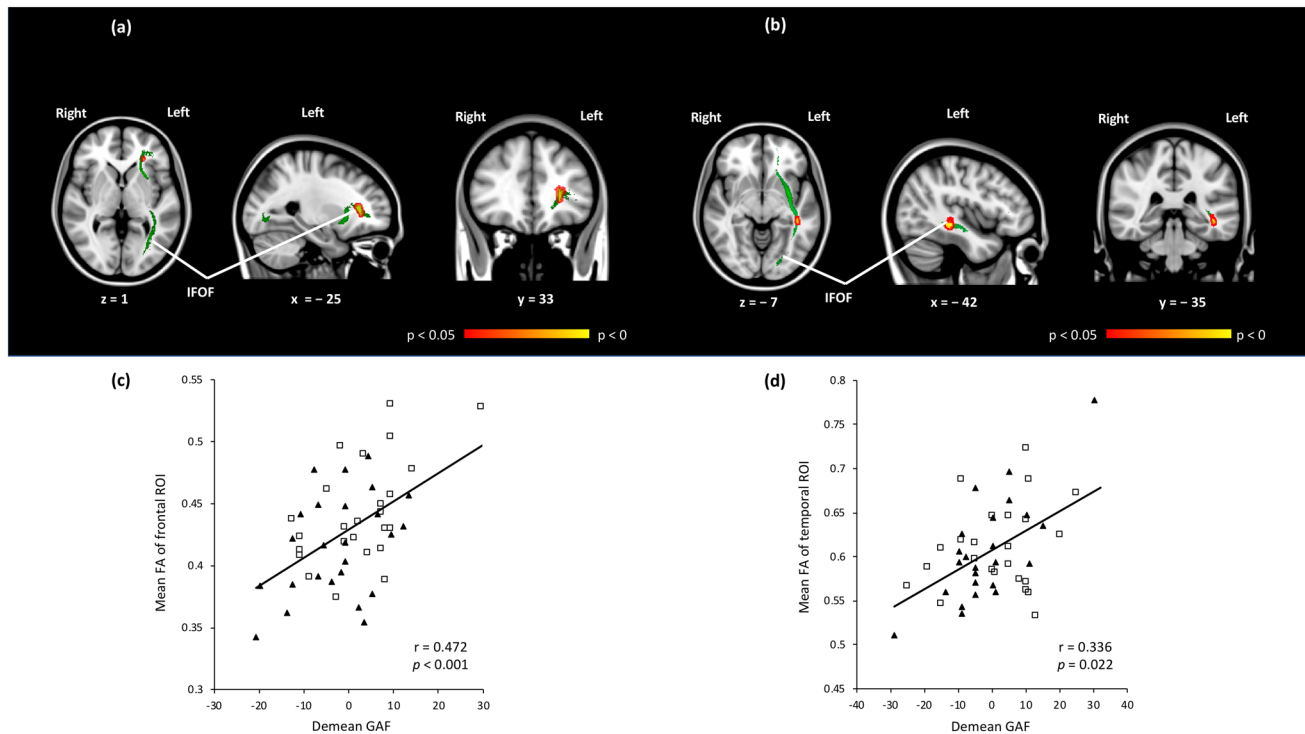 (a)
(b)
Right
Left
Left
Right
Left
Right
Left
Left
Right
Left
z = 1
IFOF
x = – 25
y = 33
z = – 7
IFOF
x = – 42
y = – 35
p < 0.05
p < 0
p < 0.05
p < 0
(c)
0.55
0.5
0.45
0.4
0.35
0.3
Mean FA of frontal ROI
r = 0.472
p < 0.001
-30 -20 -10 0 10 20 30
Demean GAF
(d)
0.8
0.75
0.7
0.65
0.6
0.55
0.5
0.45
Mean FA of temporal ROI
r = 0.336
p = 0.022
-40 -30 -20 -10 0 10 20 30 40
Demean GAF